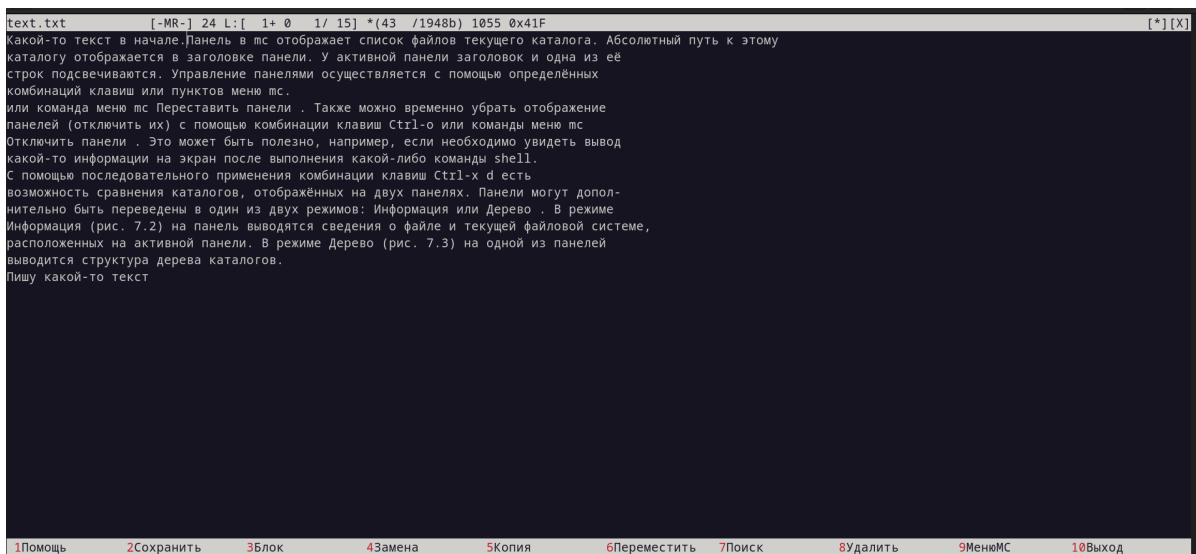 text.txt [-MR-] 24 L:[ 1+ 0 1/ 15] *(43 /1948b) 1055 0x41F [*][X]
Какой-то текст в начале.Панель в mc отображает список файлов текущего каталога. Абсолютный путь к этому
каталогу отображается в заголовке панели. У активной панели заголовок и одна из её
строк подсвечиваются. Управление панелями осуществляется с помощью определённых
комбинаций клавиш или пунктов меню mc.
или команда меню mc Переставить панели . Также можно временно убрать отображение
панелей (отключить их) с помощью комбинации клавиш Ctrl-o или команды меню mc
Отключить панели . Это может быть полезно, например, если необходимо увидеть вывод
какой-то информации на экран после выполнения какой-либо команды shell.
С помощью последовательного применения комбинации клавиш Ctrl-x d есть
возможность сравнения каталогов, отображённых на двух панелях. Панели могут допол-
нительно быть переведены в один из двух режимов: Информация или Дерево . В режиме
Информация (рис. 7.2) на панель выводятся сведения о файле и текущей файловой системе,
расположенных на активной панели. В режиме Дерево (рис. 7.3) на одной из панелей
выводится структура дерева каталогов.
Пишу какой-то текст
1Помощь 2Сохранить 3Блок 4Замена 5Копия 6Переместить 7Поиск 8Удалить 9МенюMC 10Выход